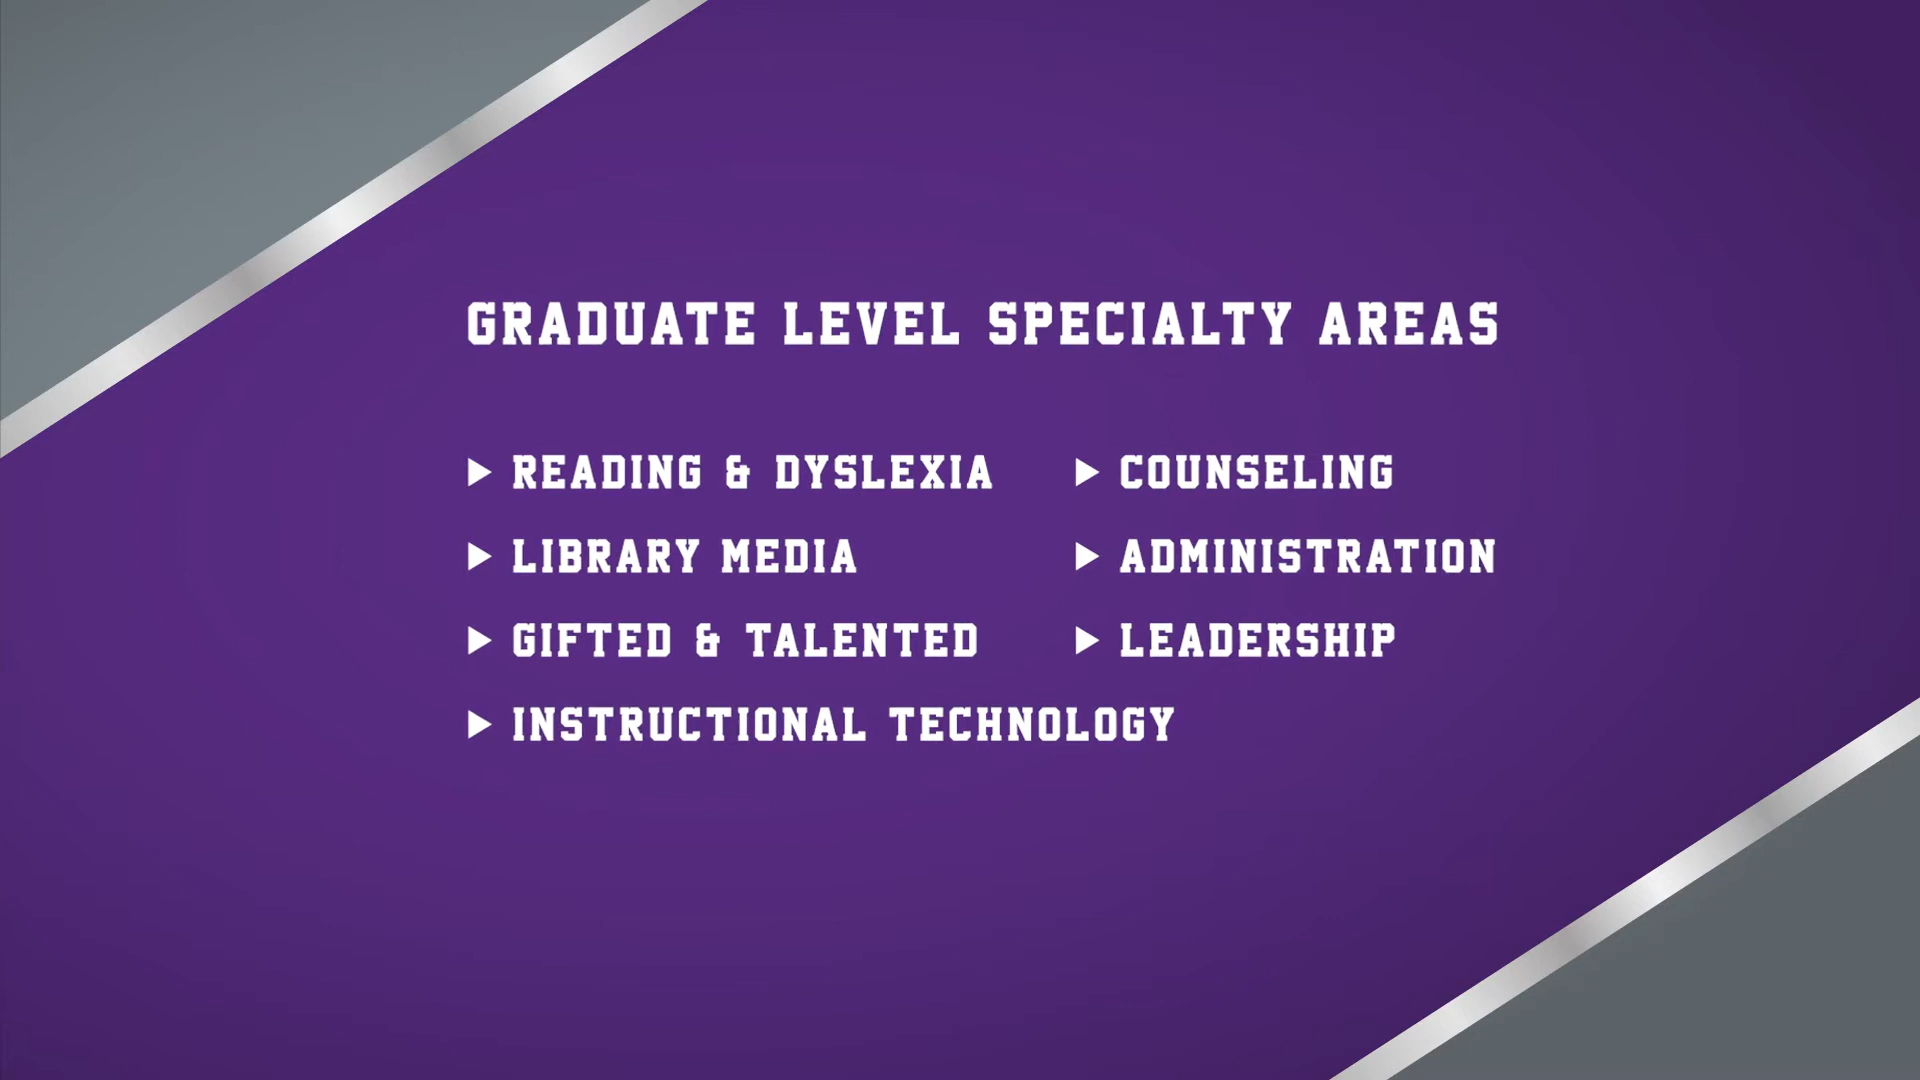 GRADUATE LEVEL SPECIALTY AREAS
READING & DYSLEXIA
LIBRARY MEDIA
GIFTED & TALENTED
INSTRUCTIONAL TECHNOLOGY
COUNSELING
ADMINISTRATION
LEADERSHIP